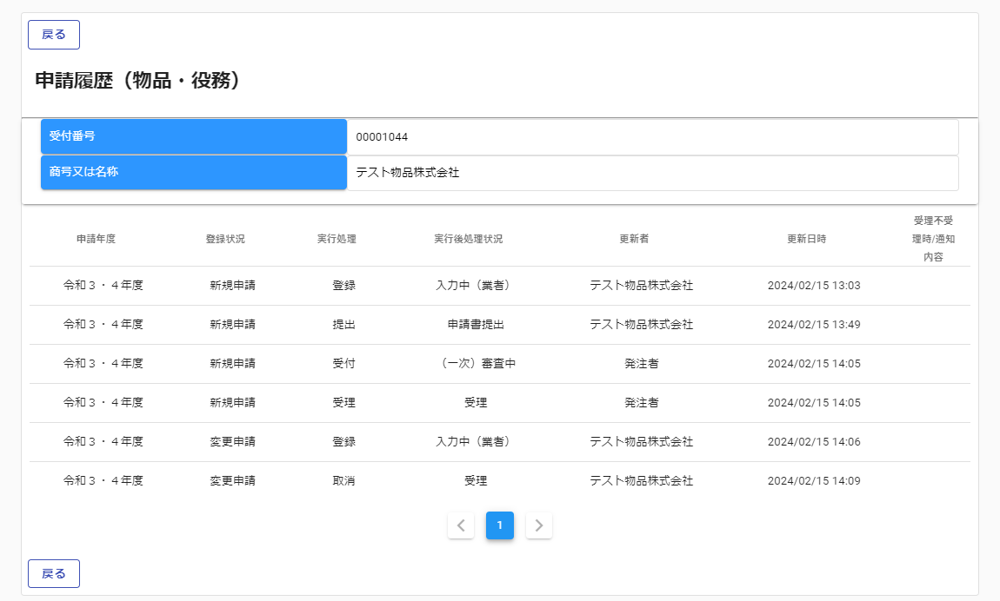 戻る
申請履歴（物品・役務）
受付番号 00001044
商号又は名称 テスト物品株式会社
申請年度 登録状況 実行処理 実行後処理状況 更新者 更新日時 受理不受
理時/通知
内容
令和３・４年度 新規申請 登録 入力中（業者） テスト物品株式会社 2024/02/15 13:03
令和３・４年度 新規申請 提出 申請書提出 テスト物品株式会社 2024/02/15 13:49
令和３・４年度 新規申請 受付 （一次）審査中 発注者 2024/02/15 14:05
令和３・４年度 新規申請 受理 受理 発注者 2024/02/15 14:05
令和３・４年度 変更申請 登録 入力中（業者） テスト物品株式会社 2024/02/15 14:06
令和３・４年度 変更申請 取消 受理 テスト物品株式会社 2024/02/15 14:09
1
戻る